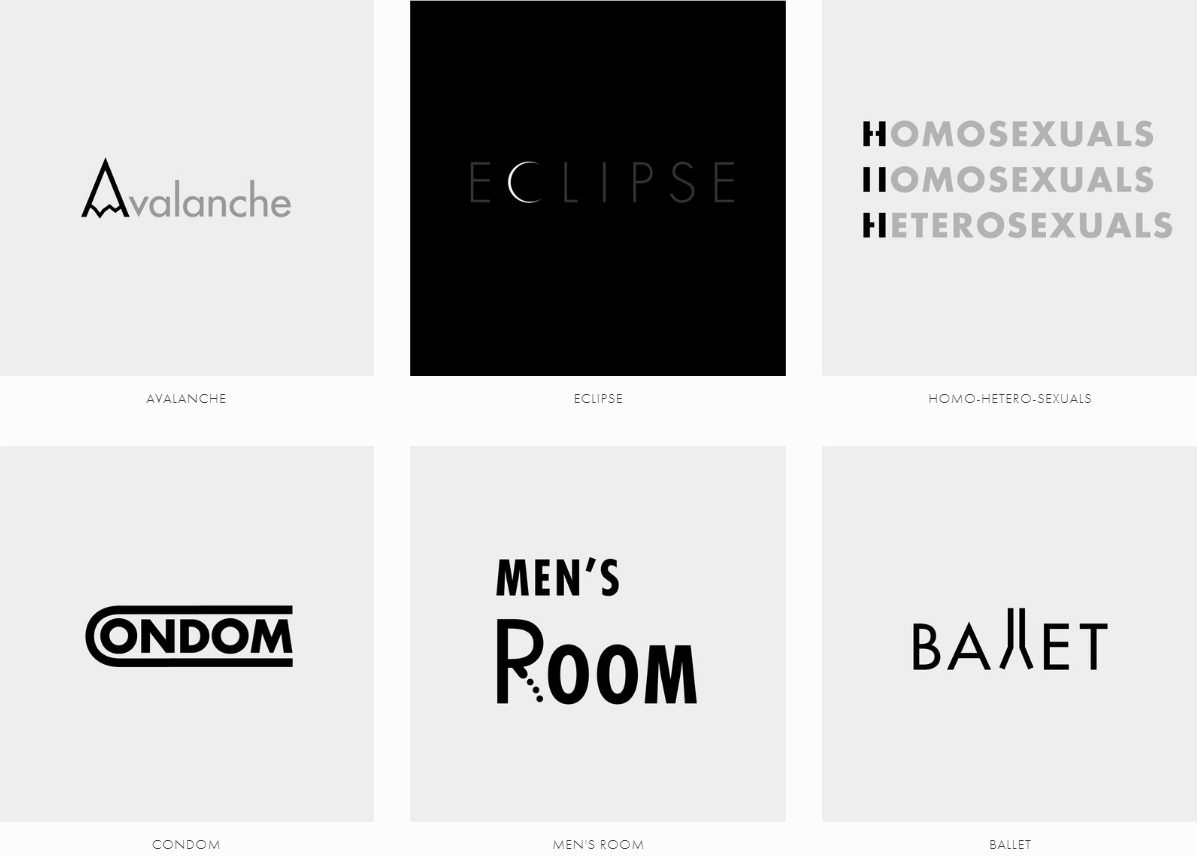 Avalanche
ECLIPSE
HOMOSEXUALS
HOMOSEXUALS
HETEROSEXUALS
AVALANCHE
ECLIPSE
HOMO-HETERO-SEXUALS
CONDOM
MEN'S
ROOM
BALLET
CONDOM
MEN'S ROOM
BALLET